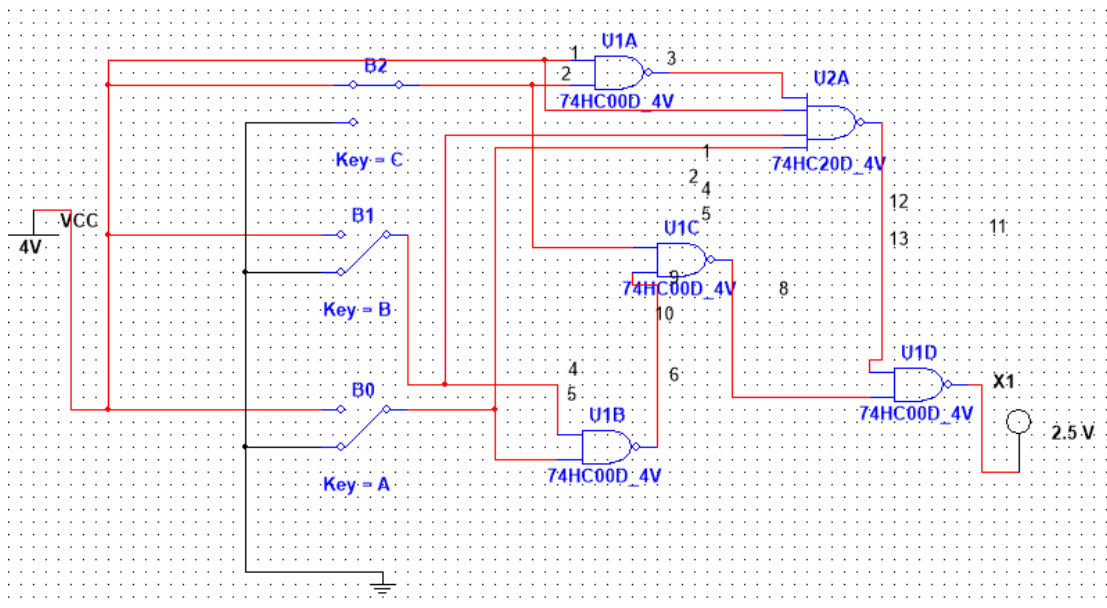 U1A
1
3
B2
2
U2A
74HC00D_4V
Key = C
1
74HC20D_4V
2
4
12
VCC
B1
5
11
4V
U1C
13
9
74HC00D_4V
8
Key = B
10
U1D
4
6
X1
B0
5
U1B
74HC00D_4V
2.5 V
Key = A
74HC00D_4V